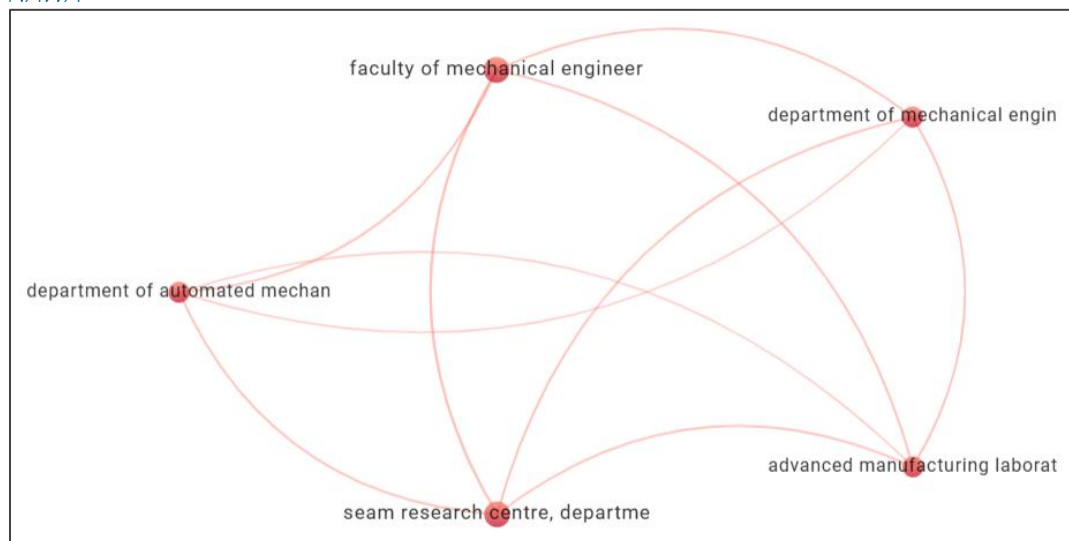 faculty of mechanical engineer
department of mechanical engin
department of automated mechan
advanced manufacturing laborat
seam research centre, departme